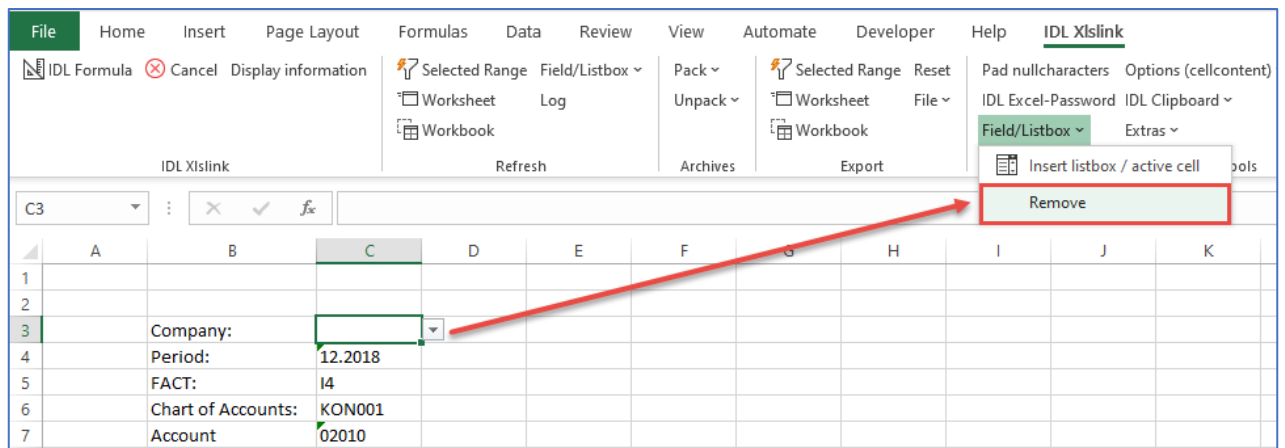 File Home Insert Page Layout Formulas Data Review View Automate Developer Help IDL Xlslink
IDL Formula Cancel Display information Selected Range Field/Listbox Pack Selected Range Reset Pad nullcharacters Options (cellcontent)
Worksheet Log Unpack Worksheet File IDL Excel-Password IDL Clipboard
Workbook Workbook Field/Listbox Extras
IDL Xlslink Refresh Archives Export ools
Insert listbox / active cell
Remove
C3 fx
A B C D E F G H I J K
1
2
3 Company:
4 Period: 12.2018
5 FACT: I4
6 Chart of Accounts: KON001
7 Account 02010